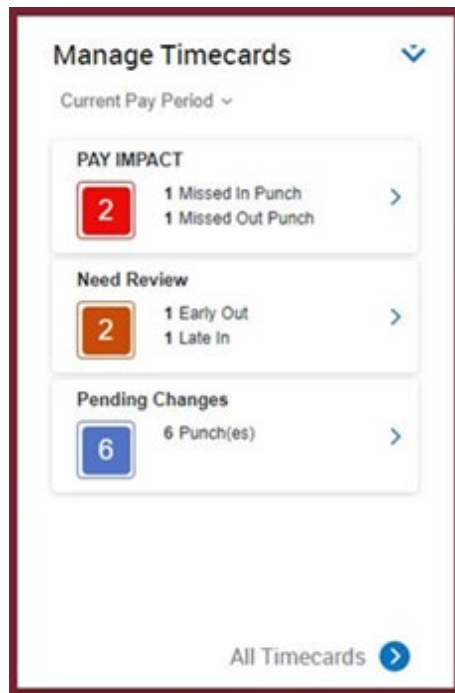 Manage Timecards
Current Pay Period
PAY IMPACT
2
1 Missed In Punch
1 Missed Out Punch
Need Review
2
1 Early Out
1 Late In
Pending Changes
6
6 Punch(es)
All Timecards